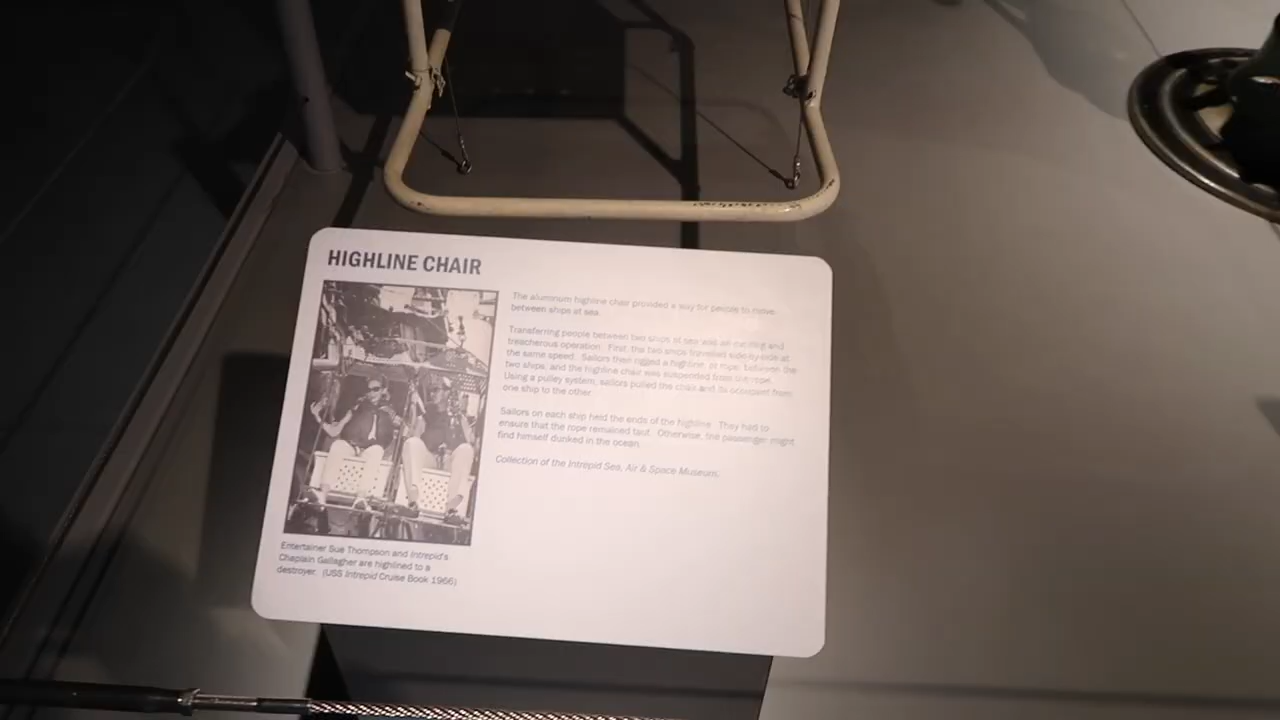 HIGHLINE CHAIR
The aluminum highline chair provided a way for people to move
between ships at sea.
Transferring people between two ships at sea was an exciting and
treacherous operation. First, the two ships travelled side by side at
the same speed. Sailors then rigged a highline, or rope, between the
two ships, and the highline chair was suspended from the rope.
Using a pulley system, sailors pulled the chair and its occupant from
one ship to the other.
Sailors on each ship held the ends of the highline. They had to
ensure that the rope remained taut. Otherwise, the passenger might
find himself dunked in the ocean.
Collection of the Intrepid Sea, Air & Space Museum.
Entertainer Sue Thompson and Intrepid's
Chaplain Gallagher are highlined to a
destroyer. (USS Intrepid Cruise Book 1966)